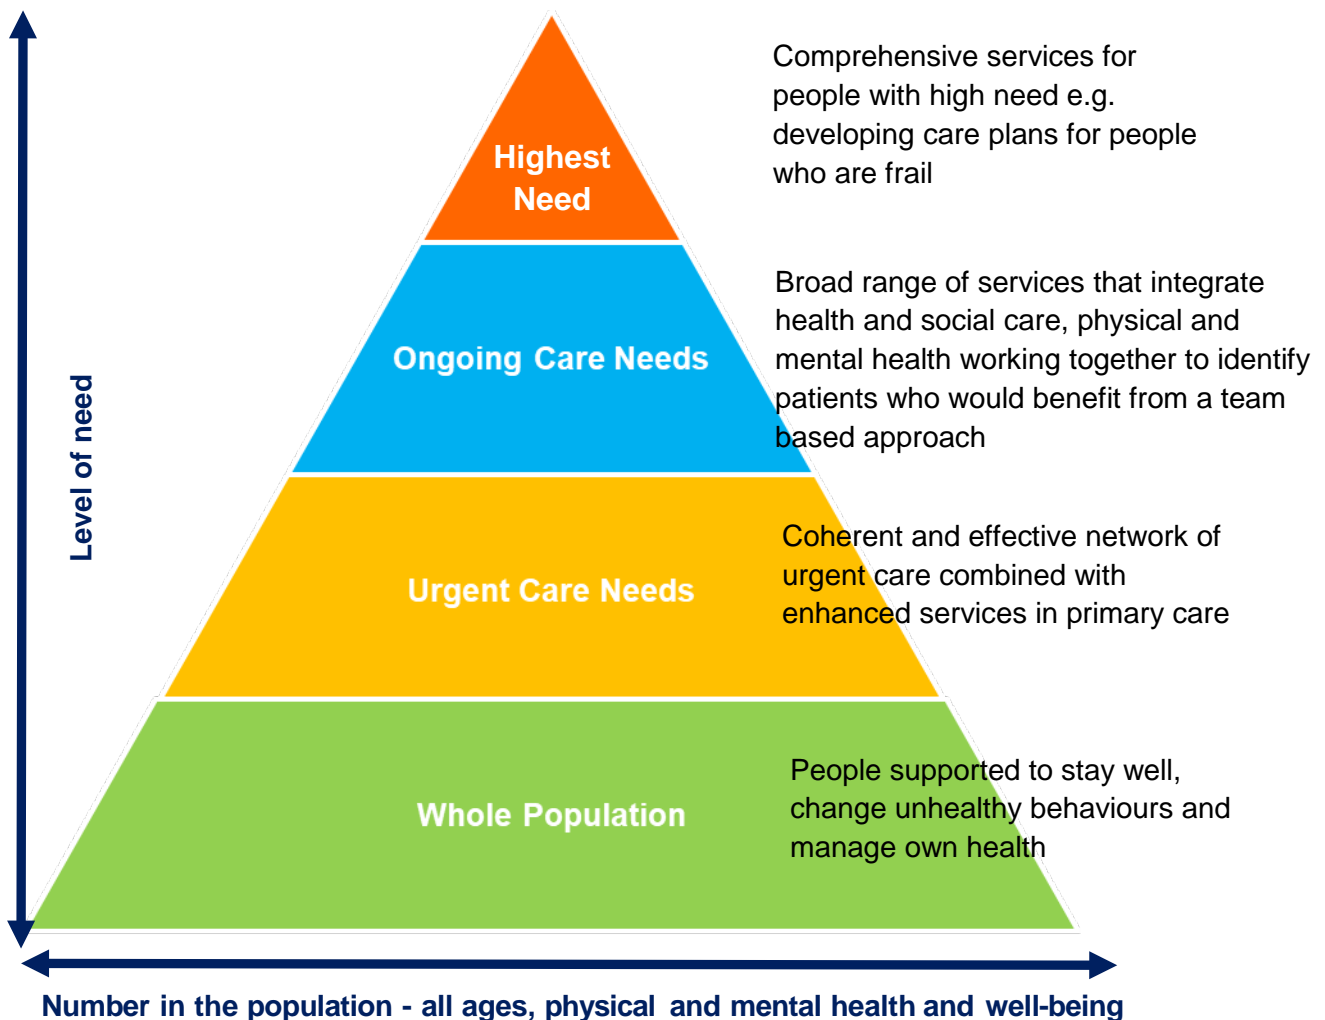 Comprehensive services for
people with high need e.g.
developing care plans for people
who are frail
Highest
Need
Broad range of services that integrate
health and social care, physical and
mental health working together to identify
patients who would benefit from a team
based approach
Ongoing Care Needs
Level of need
Coherent and effective network of
urgent care combined with
enhanced services in primary care
Urgent Care Needs
People supported to stay well,
change unhealthy behaviours and
manage own health
Whole Population
Number in the population - all ages, physical and mental health and well-being